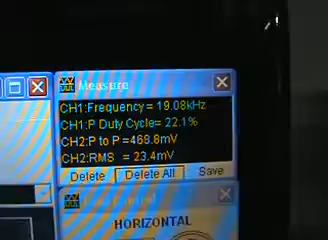 Measure
CH1:Frequency = 19.08kHz
CH1:P Duty Cycle= 22.1%
CH2:P to P =469.8mV
CH2:RMS = 23.4mV
Delete Delete All Save
HORIZONTAL